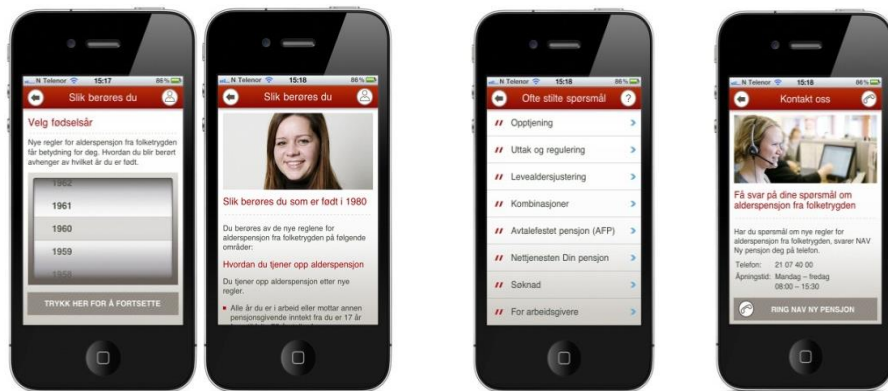 N Telenor 15:17 86 %
Slik berøres du
Velg fødselsår
Nye regler for alderspensjon fra folketrygden
får betydning for deg. Hvordan du blir berørt
avhenger av hvilket år du er født.
1962
1961
1960
1959
1958
TRYKK HER FOR Å FORTSETTE
N Telenor 15:18 86 %
Slik berøres du
Slik berøres du som er født i 1980
Du berøres av de nye reglene for
alderspensjon fra folketrygden på følgende
områder:
Hvordan du tjener opp alderspensjon
Du tjener opp alderspensjon etter nye
regler.
Alle år du er i arbeid eller mottar annen
pensjonsgivende inntekt fra du er 17 år
N Telenor 15:18 86 %
Ofte stilte spørsmål ?
Opptjening
Uttak og regulering
Levealdersjustering
Kombinasjoner
Avtalefestet pensjon (AFP)
Nettjenesten Din pensjon
Søknad
For arbeidsgivere
N Telenor 15:18 86 %
Kontakt oss
Få svar på dine spørsmål om
alderspensjon fra folketrygden
Har du spørsmål om nye regler for
alderspensjon fra folketrygden, svarer NAV
Ny pensjon deg på telefon.
Telefon: 21 07 40 00
Åpningstid: Mandag – fredag
08:00 – 15:30
RING NAV NY PENSJON